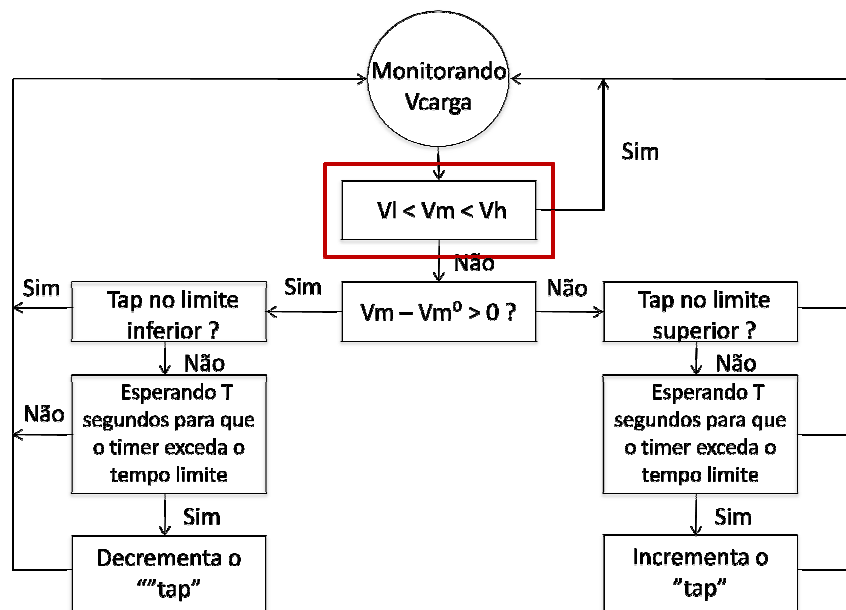 Monitorando
Vcarga
Sim
Vl < Vm < Vh
Não
Sim
Tap no limite
inferior ?
Sim
Vm – Vm⁰ > 0 ?
Não
Tap no limite
superior ?
Não
Não
Não
Esperando T
segundos para que
o timer exceda o
tempo limite
Esperando T
segundos para que
o timer exceda o
tempo limite
Sim
Sim
Decrementa o
““”tap”
Incrementa o
”tap”